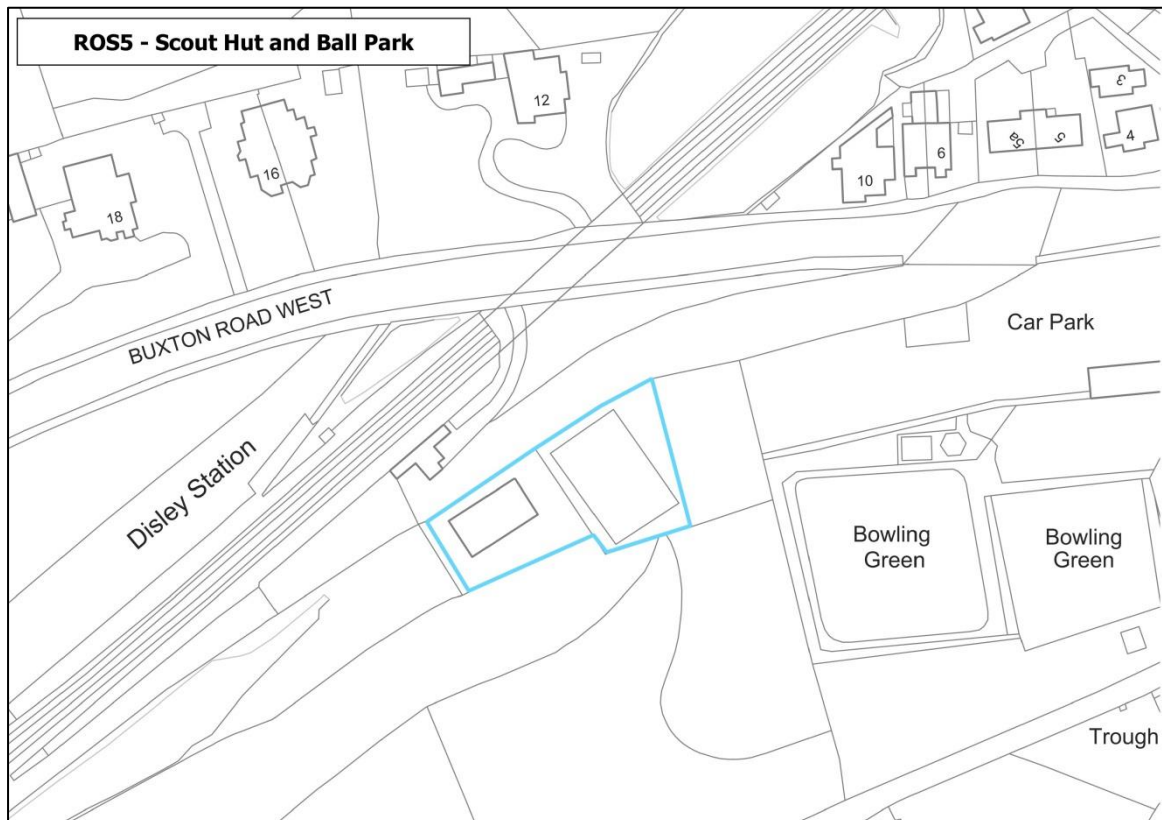 ROS5 - Scout Hut and Ball Park
12
16
18
10
6
5a
5
3
4
BUXTON ROAD WEST
Car Park
Disley Station
Bowling
Green
Bowling
Green
Trough